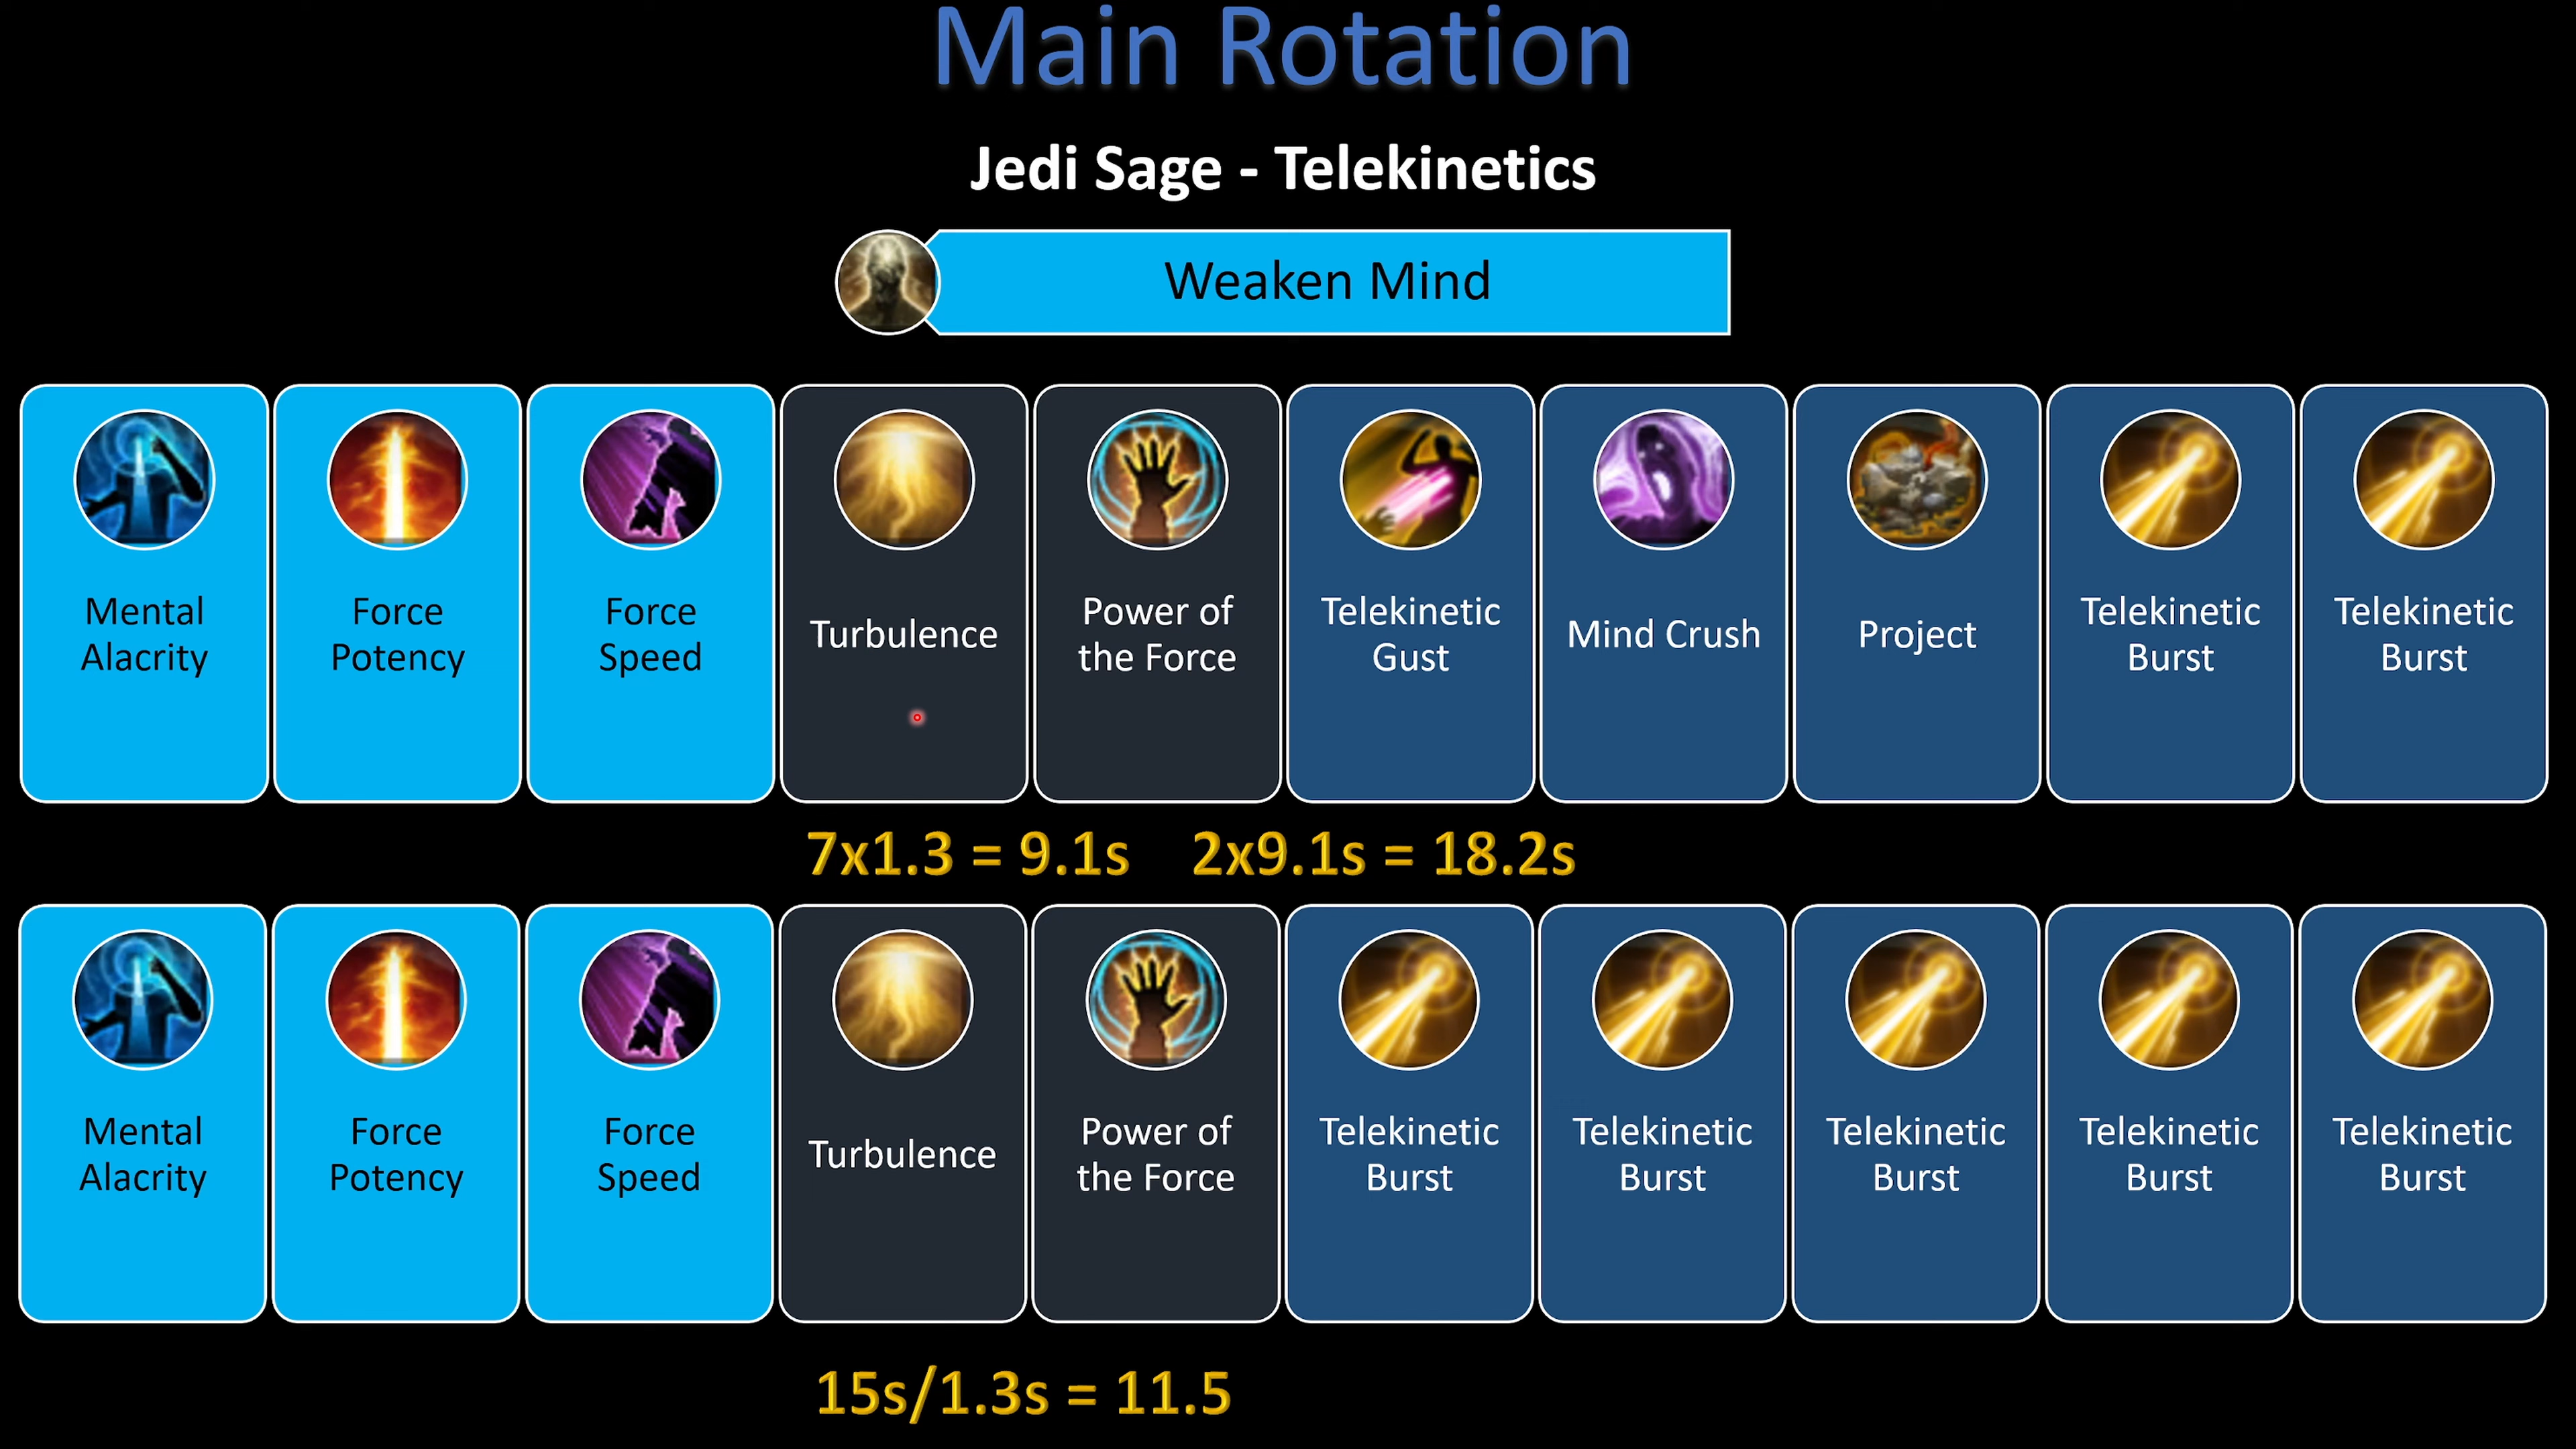 Main Rotation
Jedi Sage - Telekinetics
Weaken Mind
Mental
Alacrity
Force
Potency
Force
Speed
Turbulence
Power of
the Force
Telekinetic
Gust
Mind Crush
Project
Telekinetic
Burst
Telekinetic
Burst
7x1.3 = 9.1s 2x9.1s = 18.2s
Mental
Alacrity
Force
Potency
Force
Speed
Turbulence
Power of
the Force
Telekinetic
Burst
Telekinetic
Burst
Telekinetic
Burst
Telekinetic
Burst
Telekinetic
Burst
15s/1.3s = 11.5